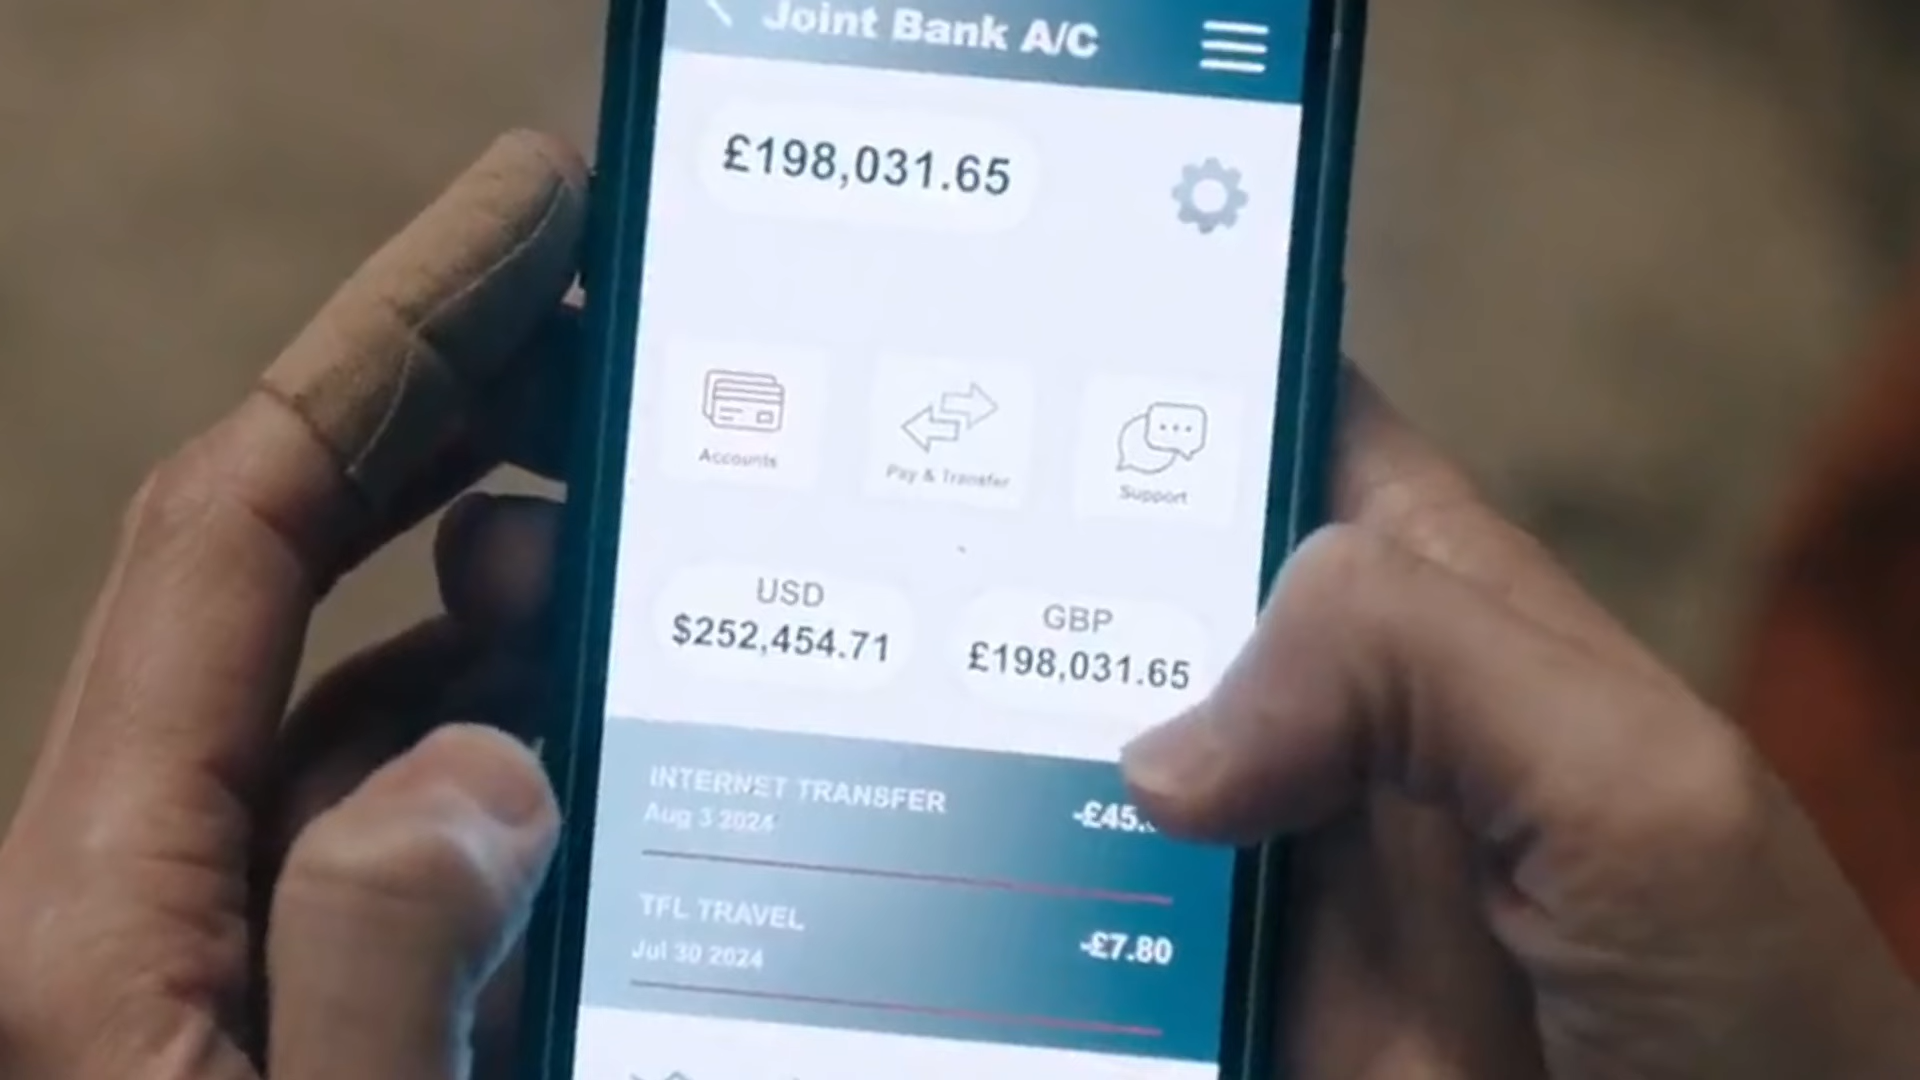 Joint Bank A/C
£198,031.65
Accounts
Pay & Transfer
Support
USD
$252,454.71
GBP
£198,031.65
INTERNET TRANSFER
-£45.
Aug 3 2024
TFL TRAVEL
-£7.80
Jul 30 2024